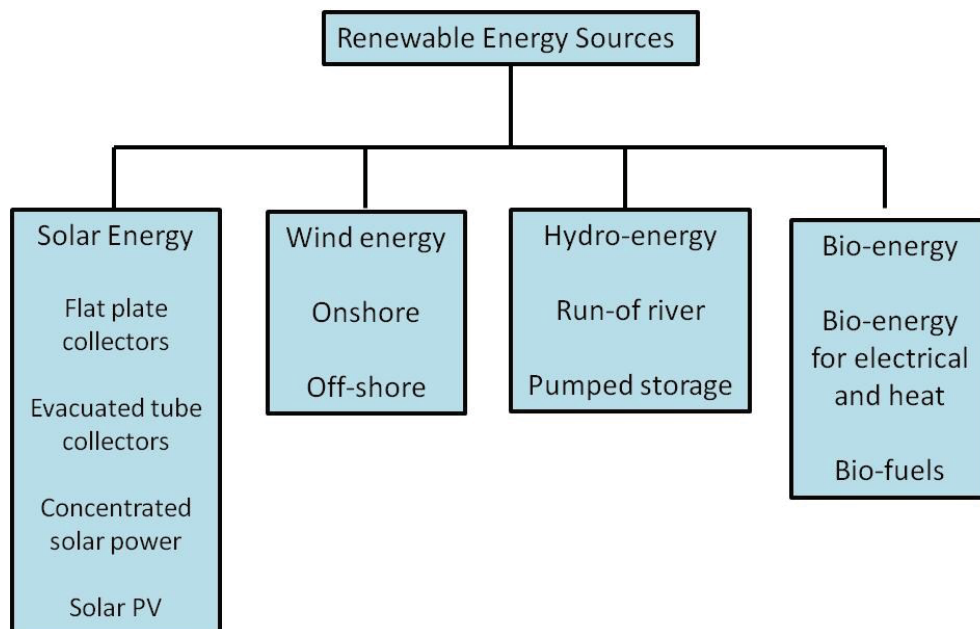 Renewable Energy Sources
Solar Energy
Flat plate
collectors
Evacuated tube
collectors
Concentrated
solar power
Solar PV
Wind energy
Onshore
Off-shore
Hydro-energy
Run-of river
Pumped storage
Bio-energy
Bio-energy
for electrical
and heat
Bio-fuels